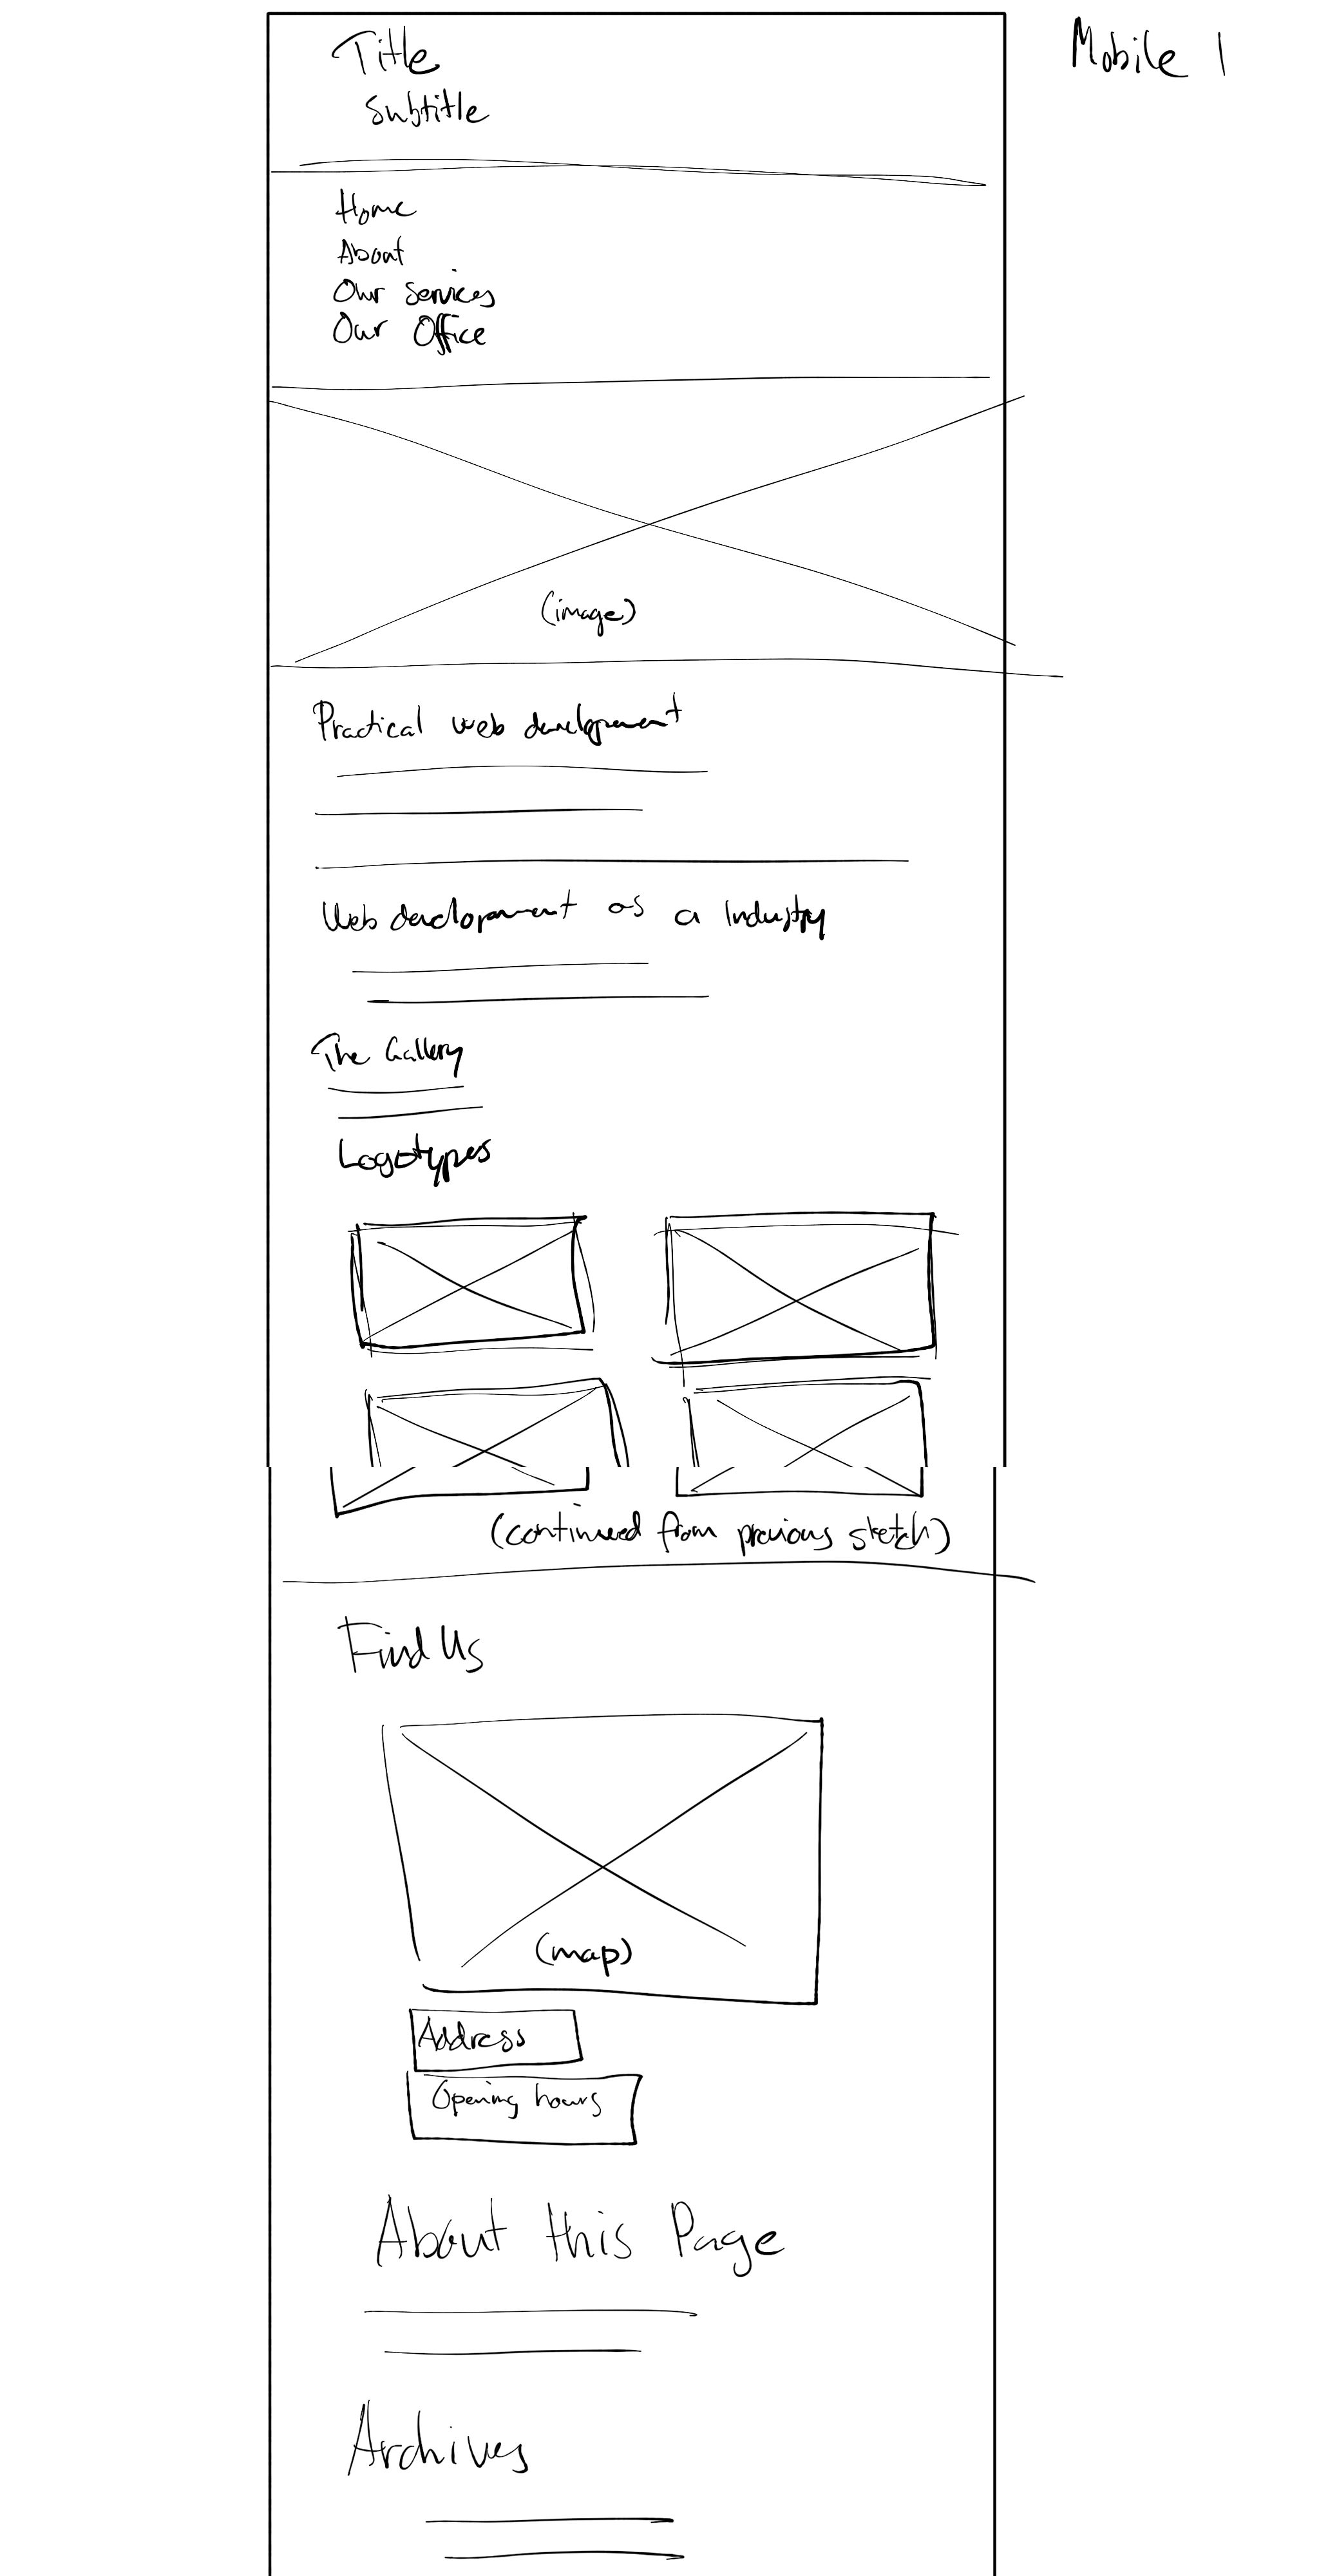 Title
Mobile 1
Subtitle
Home
About
Our Services
Our Office
(image)
Practical web development
Web development as a Industry
The Gallery
Logotypes
(continued from previous sketch)
Find Us
(map)
Address
Opening hours
About this Page
Archives